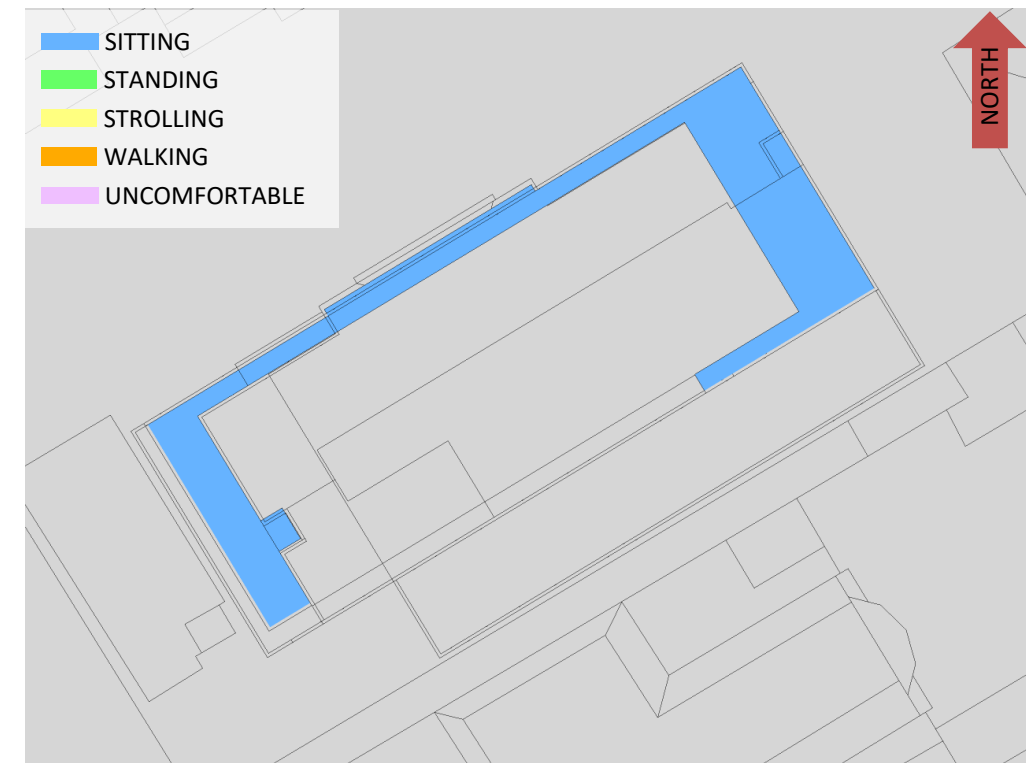 SITTING
STANDING
STROLLING
WALKING
UNCOMFORTABLE
NORTH